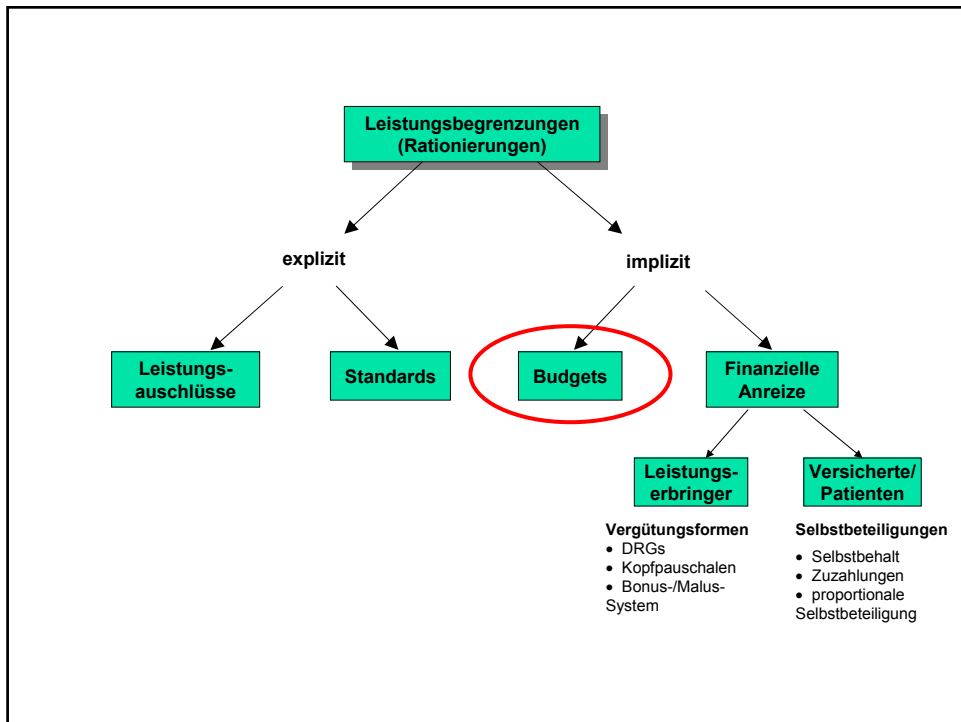 Leistungsbegrenzungen
(Rationierungen)
explizit
implizit
Leistungs-
auschlüsse
Standards
Budgets
Finanzielle
Anreize
Leistungs-
erbringer
Versicherte/
Patienten
Vergütungsformen
• DRGs
• Kopfpauschalen
• Bonus-/Malus-
System
Selbstbeteiligungen
• Selbstbehalt
• Zuzahlungen
• proportionale
Selbstbeteiligung